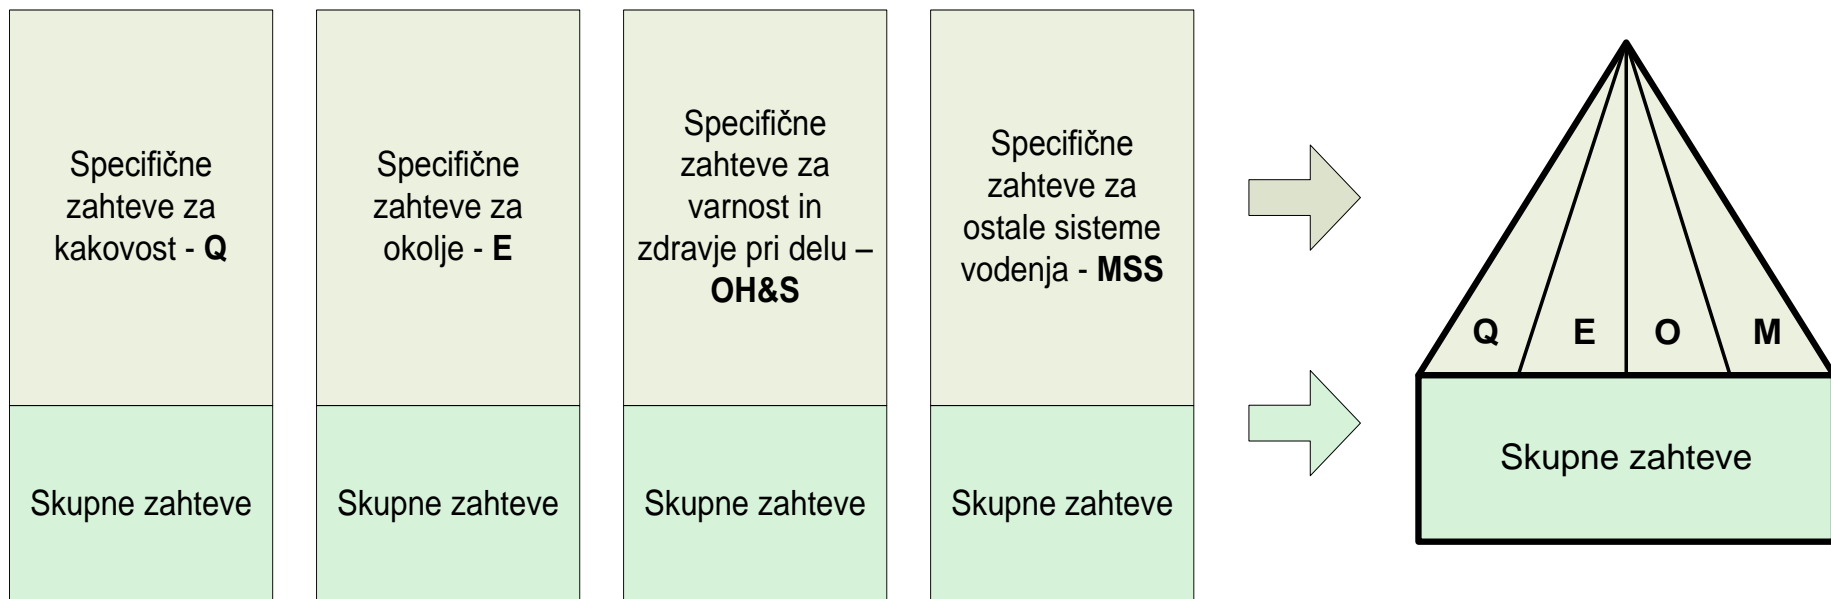 Specifične
zahteve za
kakovost - Q
Skupne zahteve
Specifične
zahteve za
okolje - E
Skupne zahteve
Specifične
zahteve za
varnost in
zdravje pri delu –
OH&S
Skupne zahteve
Specifične
zahteve za
ostale sisteme
vodenja - MSS
Skupne zahteve
Q E O M
Skupne zahteve